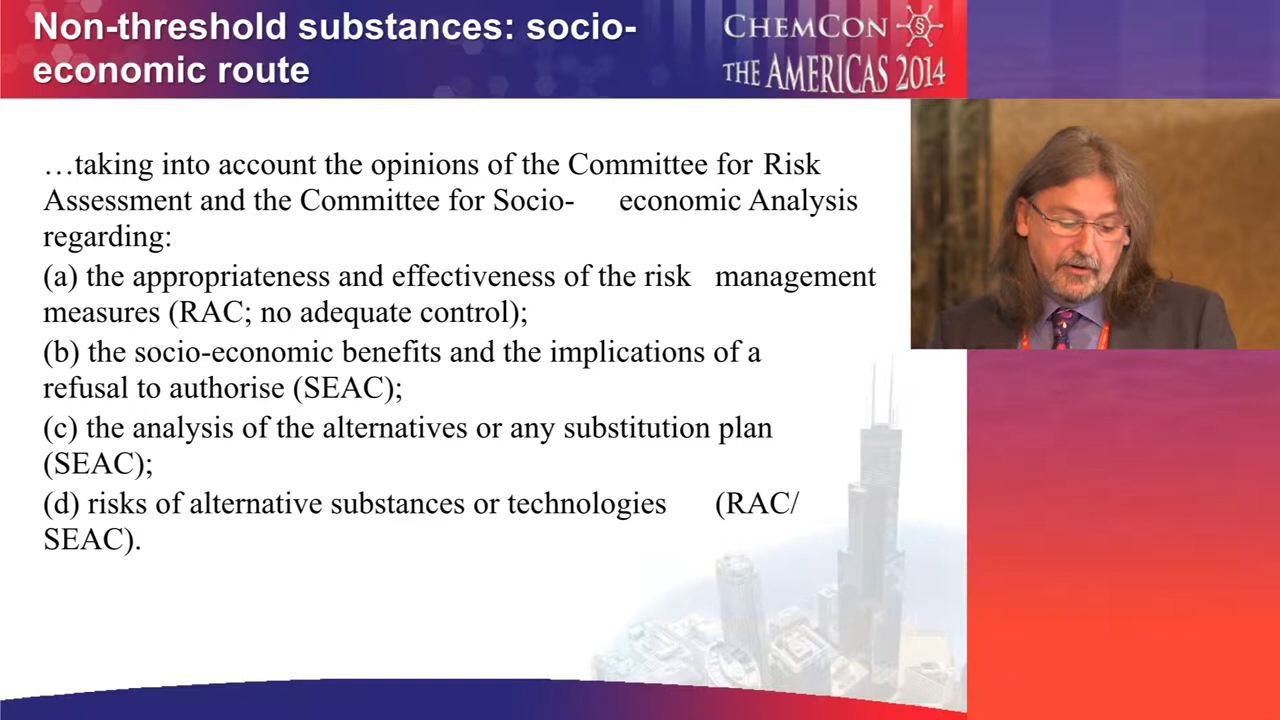 Non-threshold substances: socio-
economic route
CHEMCON
THE AMERICAS 2014
…taking into account the opinions of the Committee for Risk
Assessment and the Committee for Socio- economic Analysis
regarding:
(a) the appropriateness and effectiveness of the risk management
measures (RAC; no adequate control);
(b) the socio-economic benefits and the implications of a
refusal to authorise (SEAC);
(c) the analysis of the alternatives or any substitution plan
(SEAC);
(d) risks of alternative substances or technologies (RAC/
SEAC).